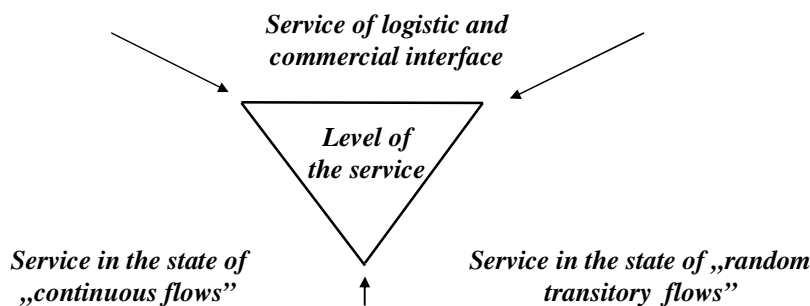 Service of logistic and
commercial interface
Level of
the service
Service in the state of
„continuous flows”
Service in the state of „random
transitory flows”